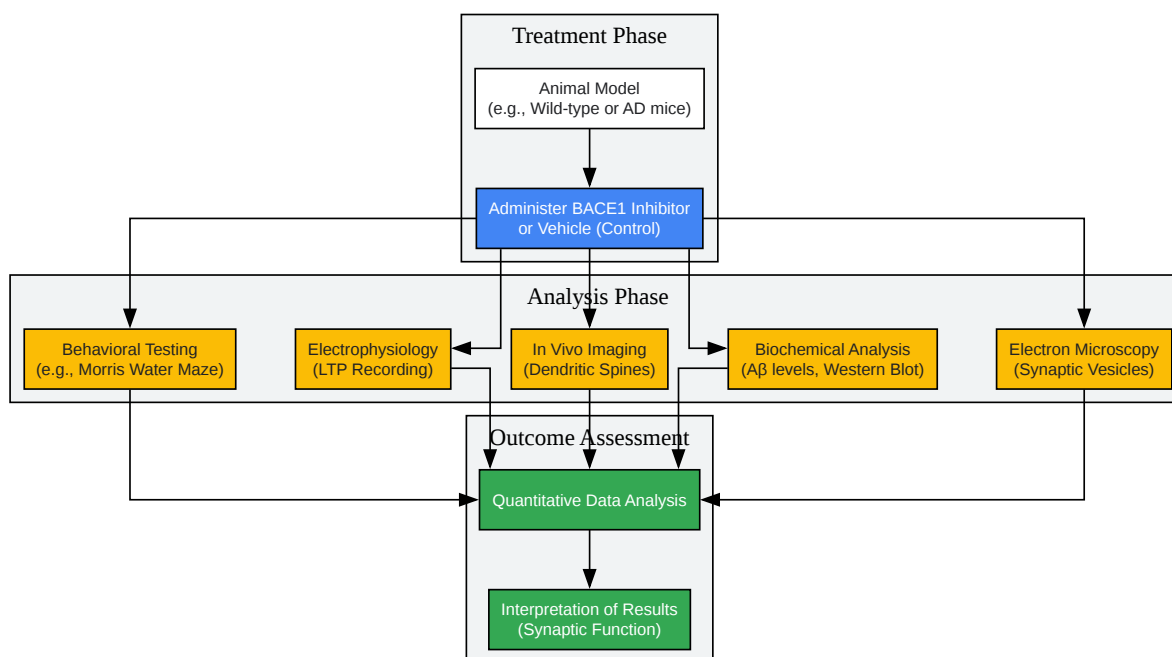 Treatment Phase
Animal Model
(e.g., Wild-type or AD mice)
Administer BACE1 Inhibitor
or Vehicle (Control)
Analysis Phase
Behavioral Testing
(e.g., Morris Water Maze)
Electrophysiology
(LTP Recording)
In Vivo Imaging
(Dendritic Spines)
Biochemical Analysis
(Aβ levels, Western Blot)
Electron Microscopy
(Synaptic Vesicles)
Outcome Assessment
Quantitative Data Analysis
Interpretation of Results
(Synaptic Function)